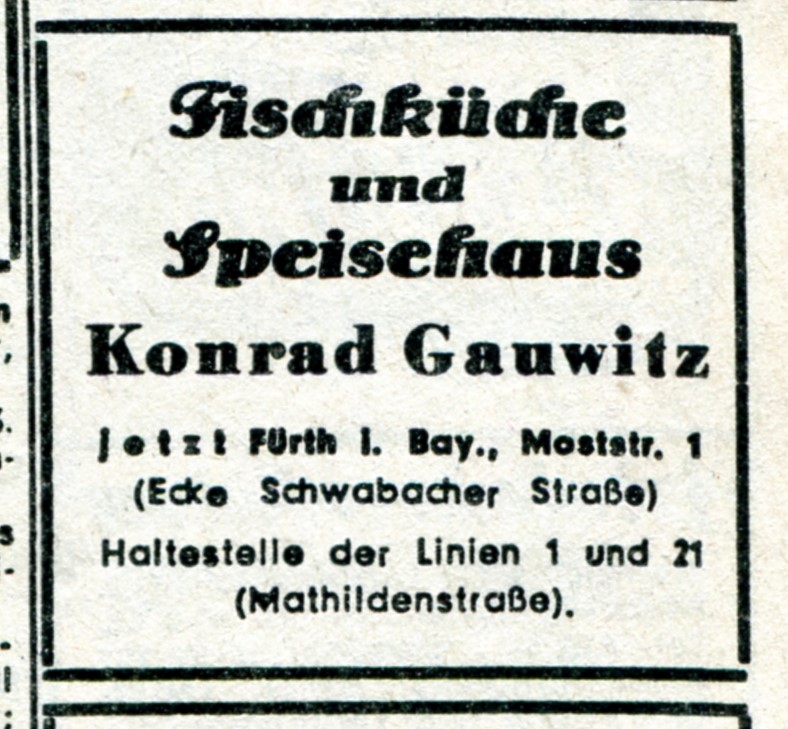 Fischküche
und
Speisehaus
Konrad Gauwitz
jetzt Fürth i. Bay., Moststr. 1
(Ecke Schwabacher Straße)
Haltestelle der Linien 1 und 21
(Mathildenstraße).